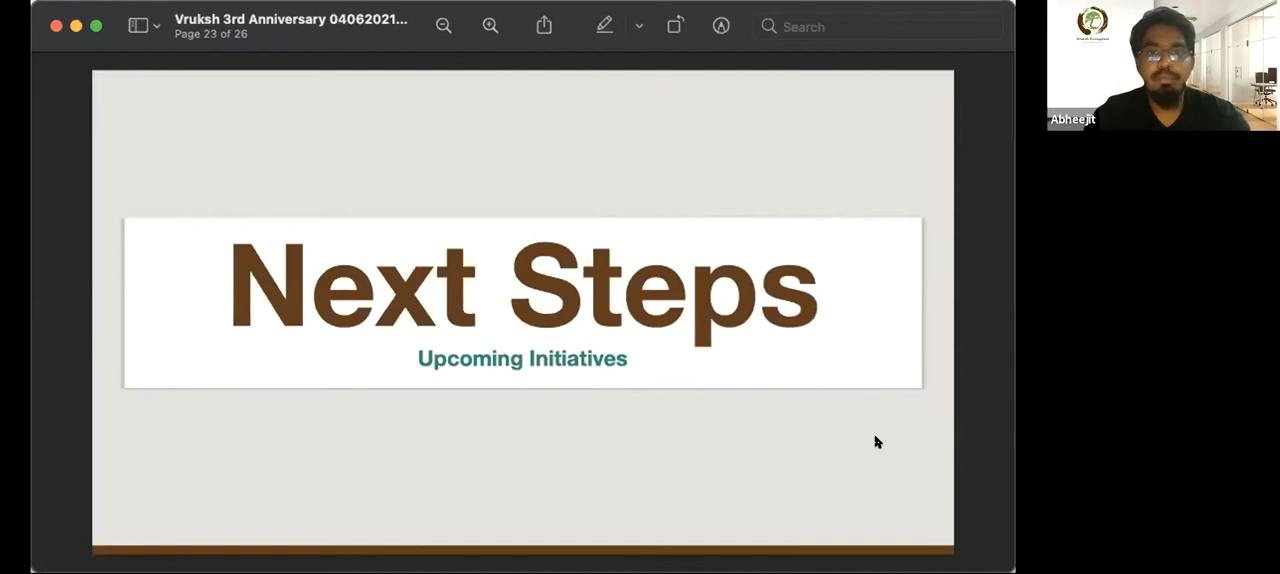 Vruksh 3rd Anniversary 04062021...
Page 23 of 26
Search
Next Steps
Upcoming Initiatives
Abheejit